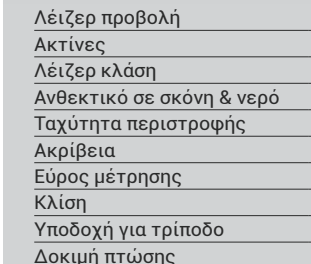 Λέιζερ προβολή
Ακτίνες
Λέιζερ κλάση
Ανθεκτικό σε σκόνη & νερό
Ταχύτητα περιστροφής
Ακρίβεια
Εύρος μέτρησης
Κλίση
Υποδοχή για τρίποδο
Δοκιμή πτώσης